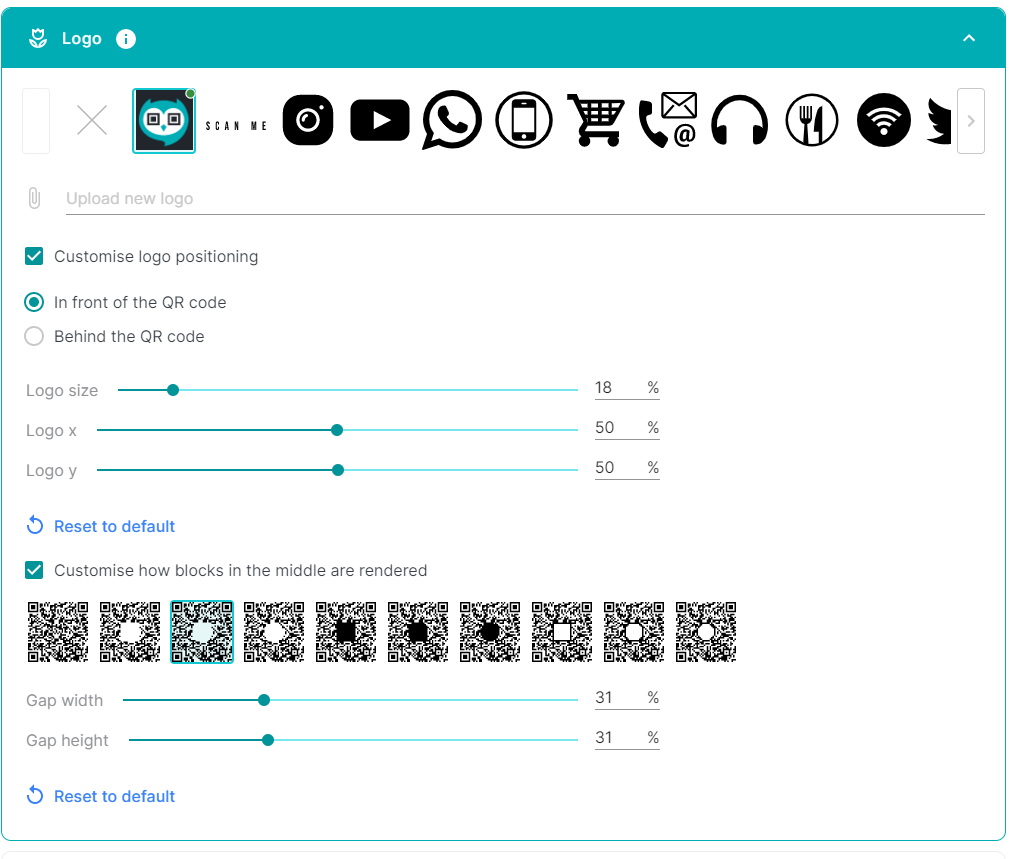 Logo
SCAN ME
Upload new logo
Customise logo positioning
In front of the QR code
Behind the QR code
Logo size 18 %
Logo x 50 %
Logo y 50 %
Reset to default
Customise how blocks in the middle are rendered
Gap width 31 %
Gap height 31 %
Reset to default